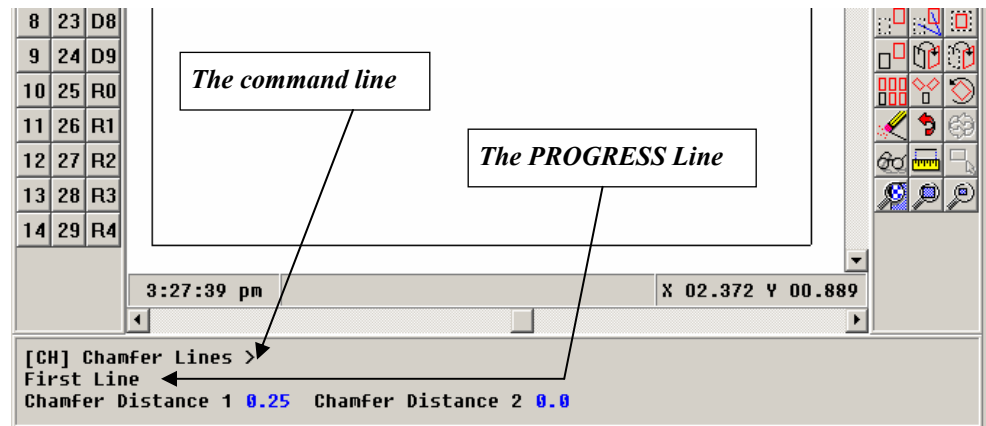 8 23 D8
9 24 D9
10 25 R0
11 26 R1
12 27 R2
13 28 R3
14 29 R4
The command line
The PROGRESS Line
3:27:39 pm
X 02.372 Y 00.889
[CH] Chamfer Lines >
First Line
Chamfer Distance 1 0.25 Chamfer Distance 2 0.0